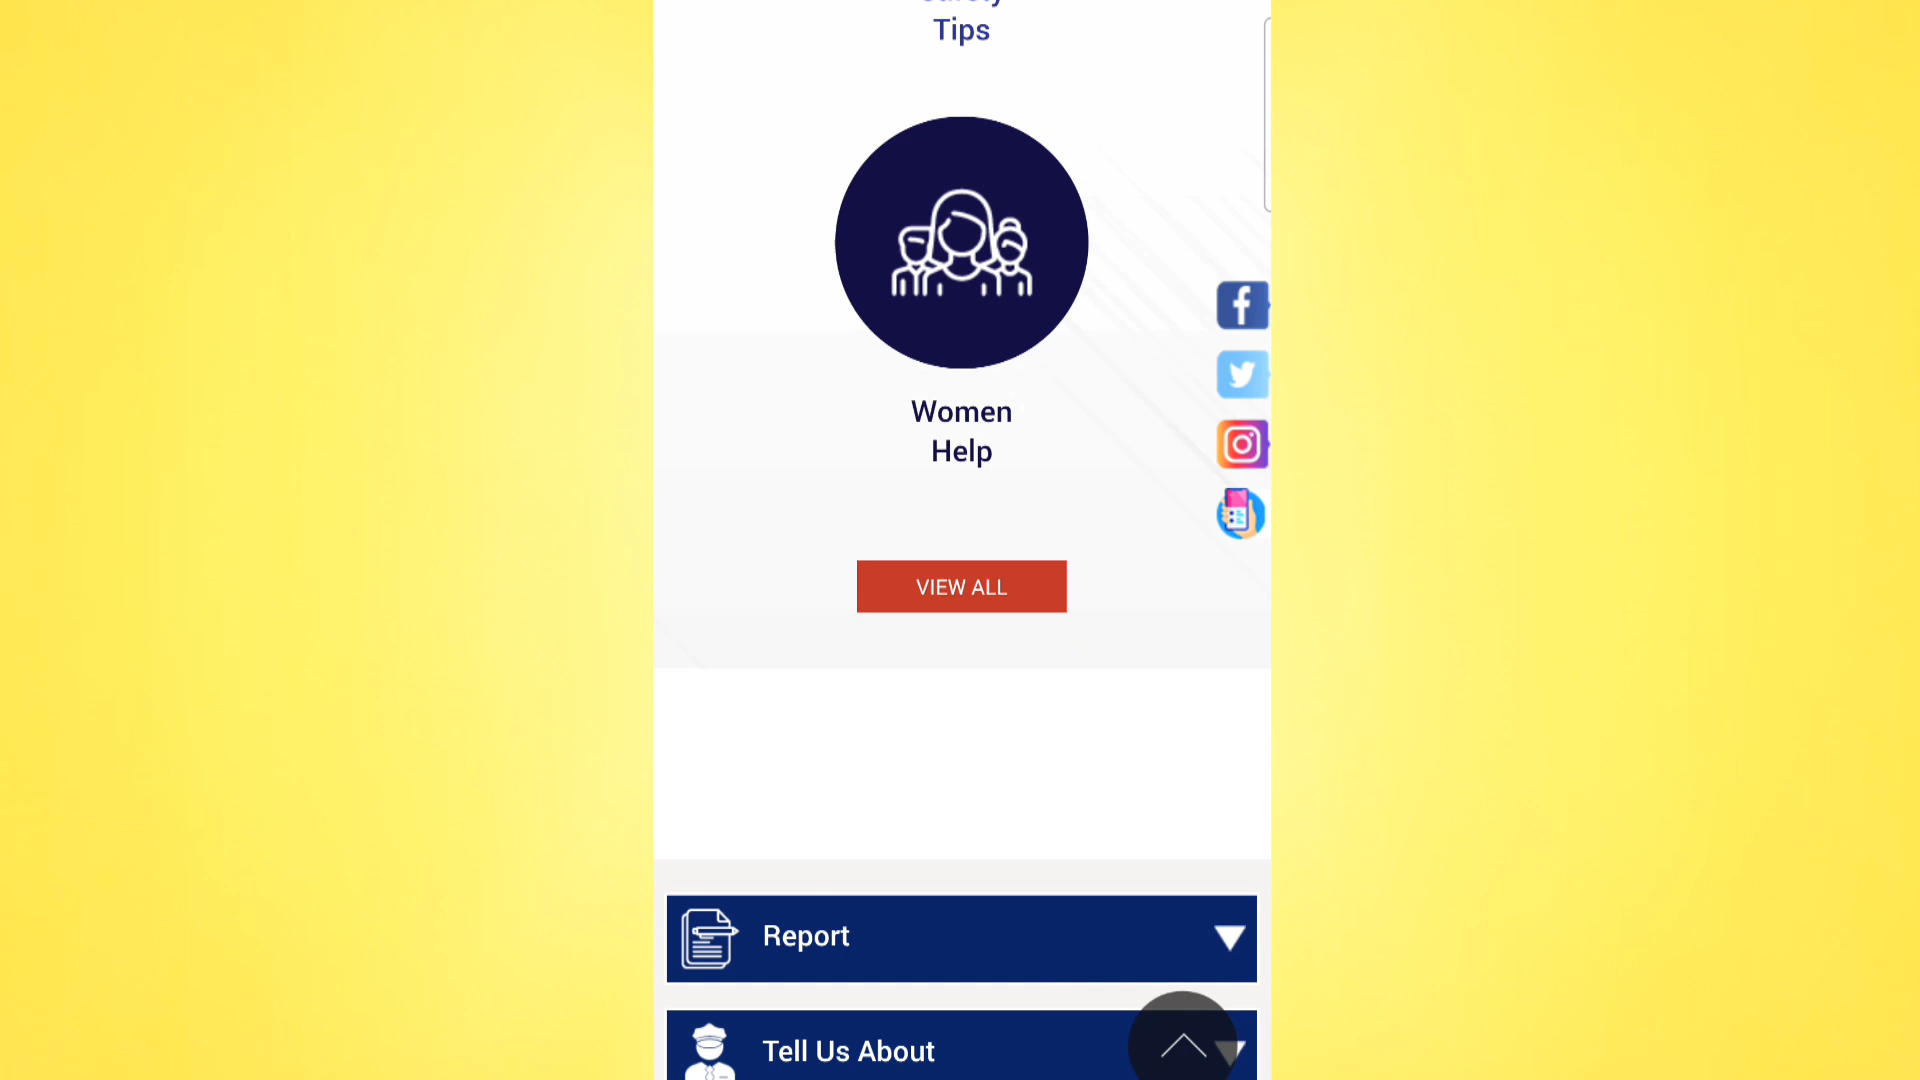 Tips
Women
Help
VIEW ALL
Report
Tell Us About